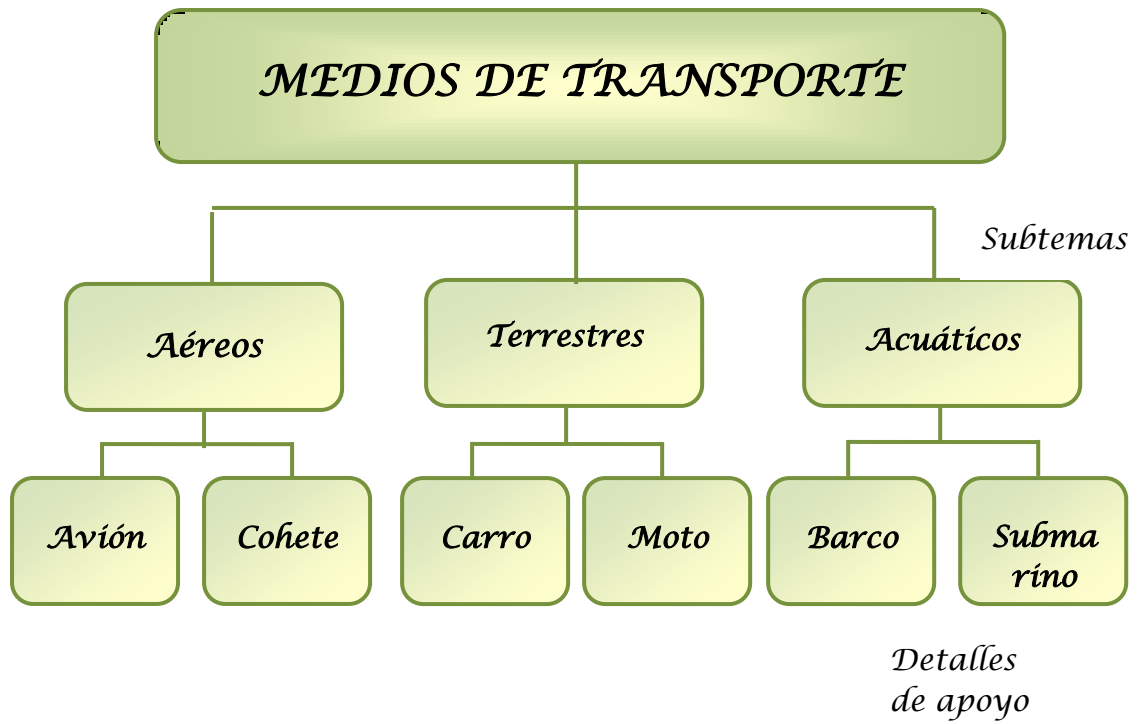 MEDIOS DE TRANSPORTE
Subtemas
Aéreos
Terrestres
Acuáticos
Avión
Cohete
Carro
Moto
Barco
Subma
rino
Detalles
de apoyo